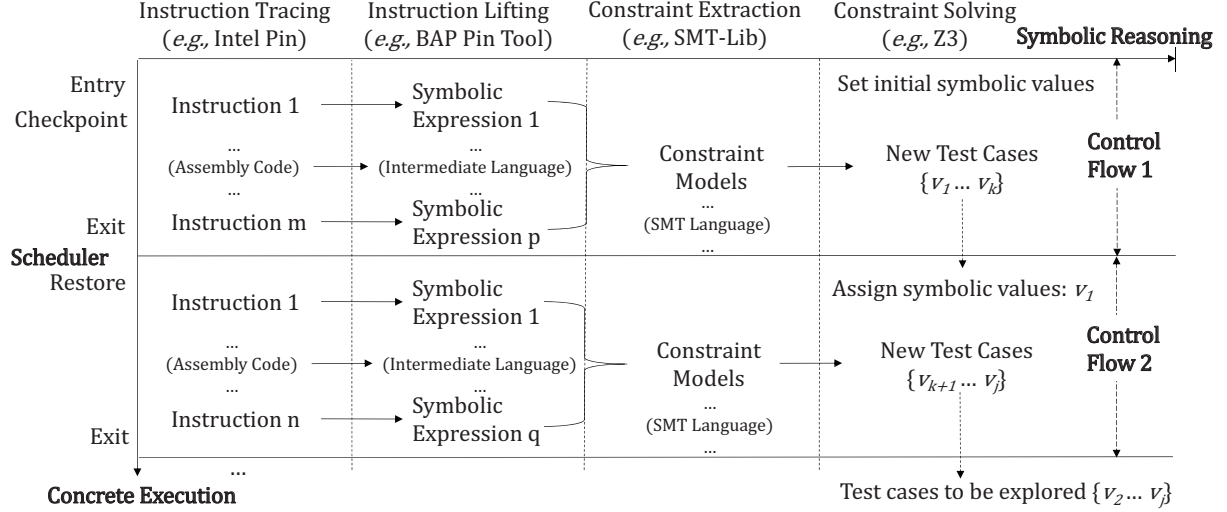 Instruction Tracing Instruction Lifting Constraint Extraction Constraint Solving
(e.g., Intel Pin) (e.g., BAP Pin Tool) (e.g., SMT-Lib) (e.g., Z3) Symbolic Reasoning
Entry
Checkpoint
Exit
Scheduler
Restore
Exit
Concrete Execution
Instruction 1
...
(Assembly Code)
...
Instruction m
Symbolic
Expression 1
...
(Intermediate Language)
...
Symbolic
Expression p
Constraint
Models
...
(SMT Language)
...
Set initial symbolic values
New Test Cases
{v1 ... vk}
Control
Flow 1
Instruction 1
...
(Assembly Code)
...
Instruction n
...
Symbolic
Expression 1
...
(Intermediate Language)
...
Symbolic
Expression q
Constraint
Models
...
(SMT Language)
...
Assign symbolic values: v1
New Test Cases
{vk+1 ... vj}
Control
Flow 2
Test cases to be explored {v2 ... vj}